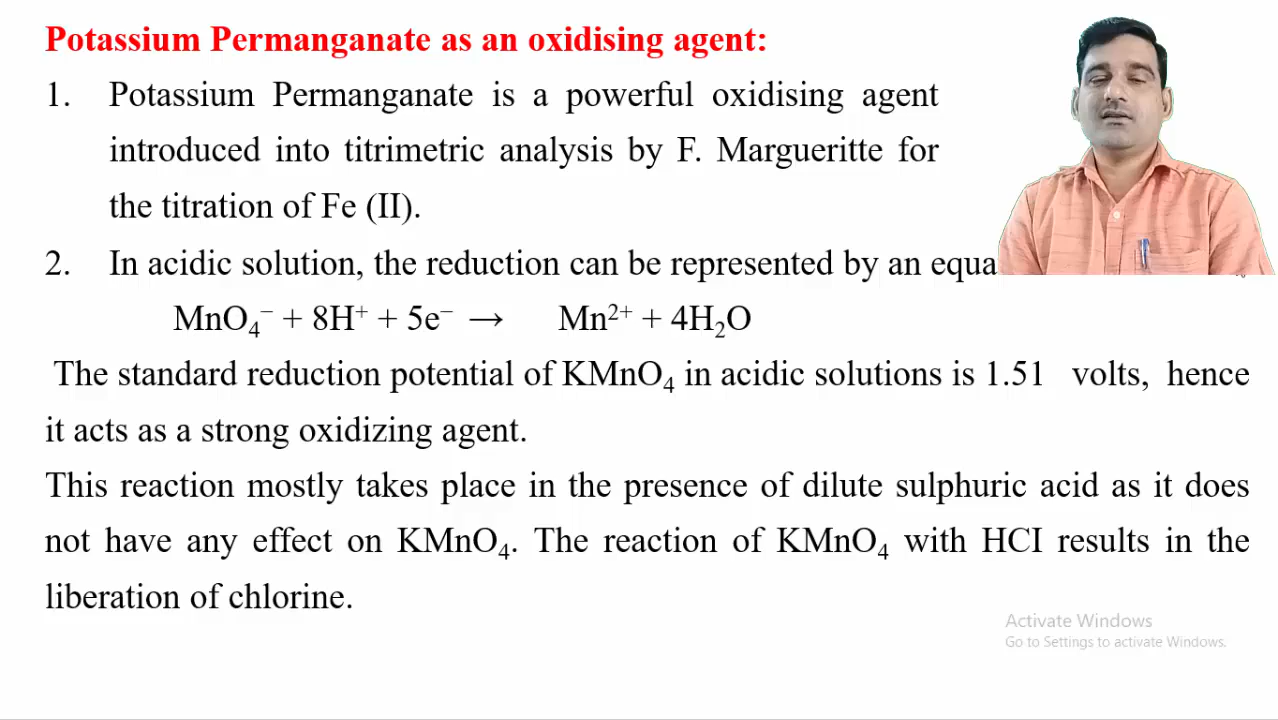 Potassium Permanganate as an oxidising agent:
1. Potassium Permanganate is a powerful oxidising agent
introduced into titrimetric analysis by F. Margueritte for
the titration of Fe (II).
2. In acidic solution, the reduction can be represented by an equa
MnO₄⁻ + 8H⁺ + 5e⁻ → Mn²⁺ + 4H₂O
The standard reduction potential of KMnO₄ in acidic solutions is 1.51 volts, hence
it acts as a strong oxidizing agent.
This reaction mostly takes place in the presence of dilute sulphuric acid as it does
not have any effect on KMnO₄. The reaction of KMnO₄ with HCI results in the
liberation of chlorine.
Activate Windows
Go to Settings to activate Windows.